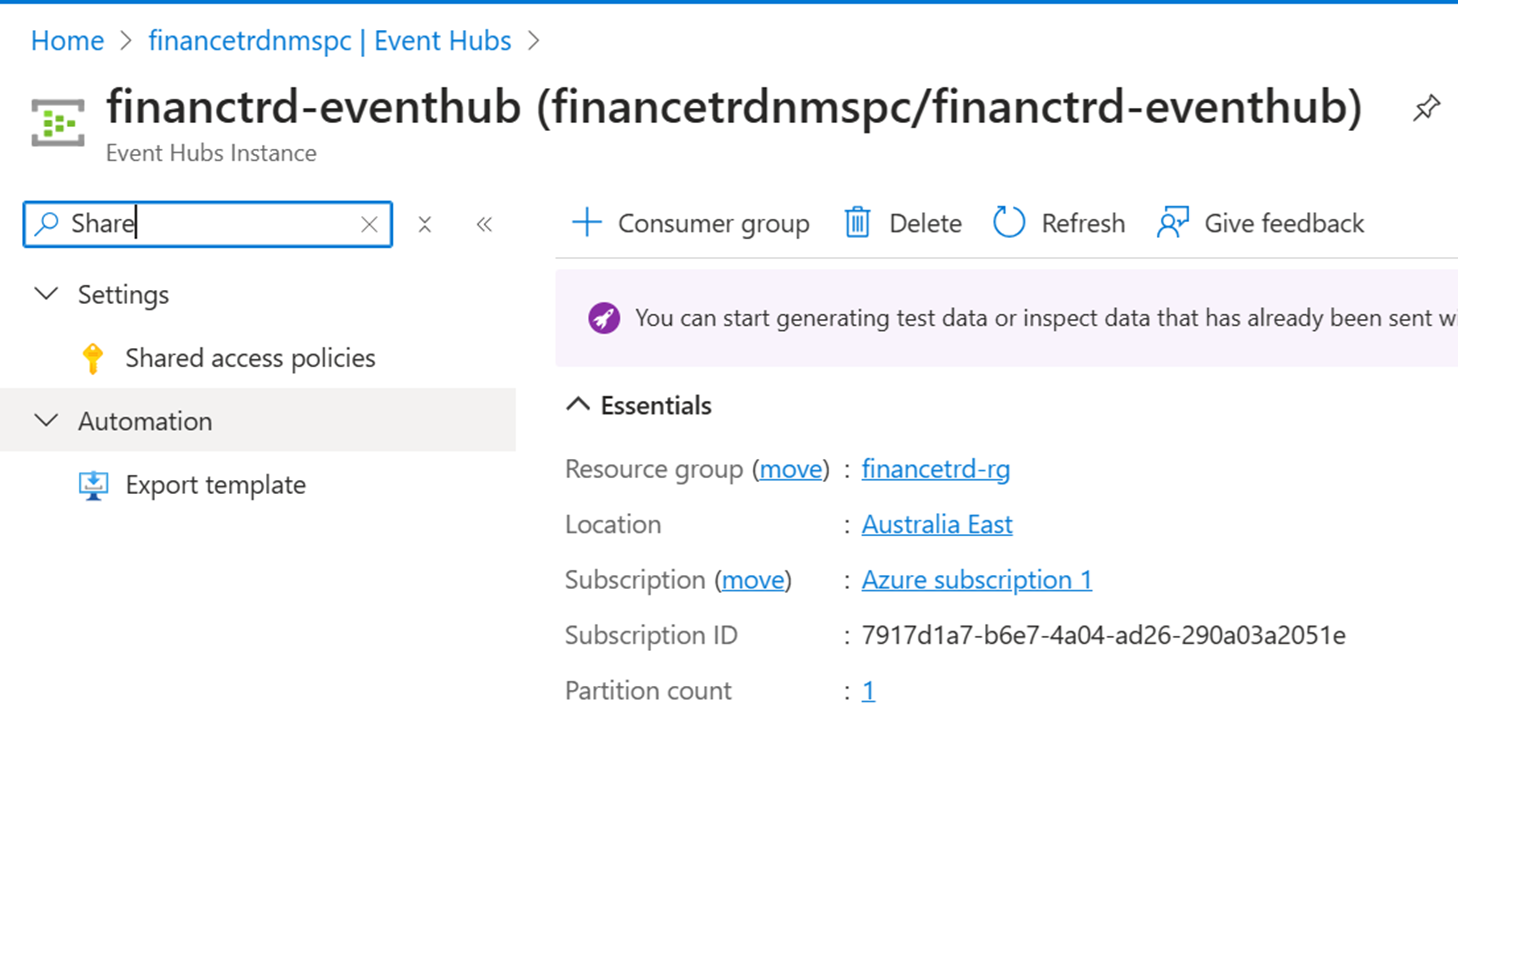 Home > financetrdnmspc | Event Hubs >
financtrd-eventhub (financetrdnmspc/financtrd-eventhub)
Event Hubs Instance
Share
Consumer group
Delete
Refresh
Give feedback
Settings
Shared access policies
Automation
Export template
You can start generating test data or inspect data that has already been sent
Essentials
Resource group (move) : financetrd-rg
Location : Australia East
Subscription (move) : Azure subscription 1
Subscription ID : 7917d1a7-b6e7-4a04-ad26-290a03a2051e
Partition count : 1